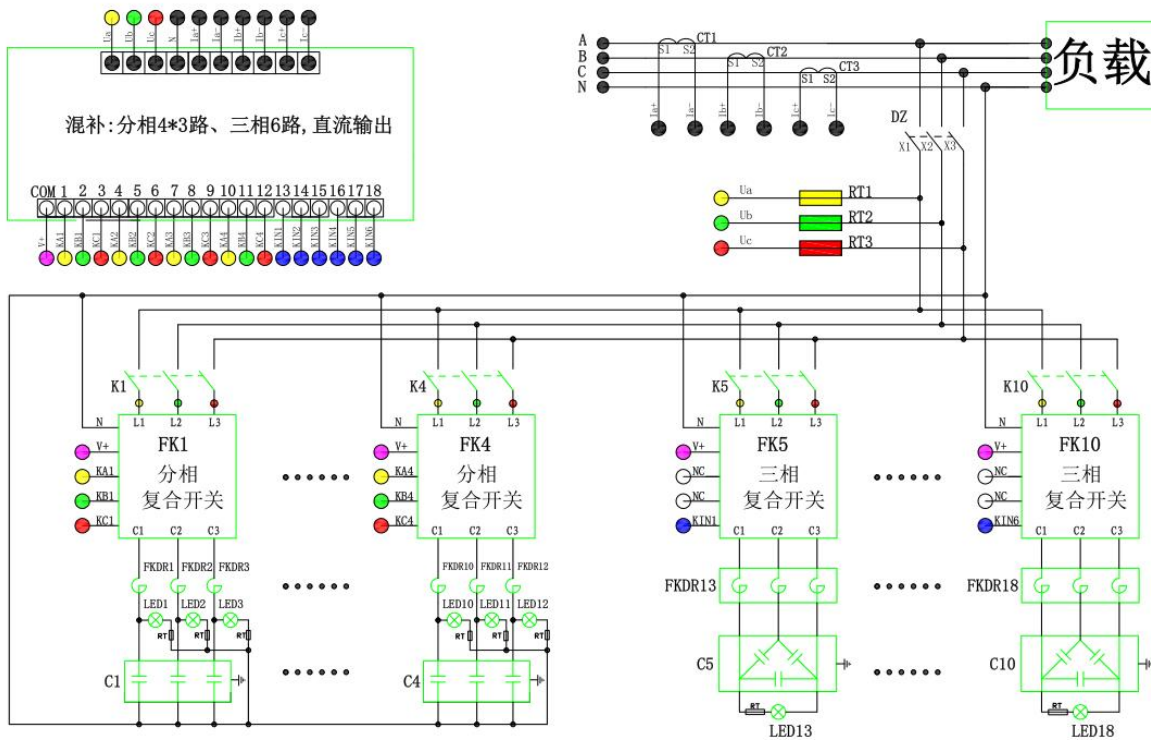 Ua Ub Uc N Ia+ Ia- Ib+ Ib- Ic+ Ic-
混补:分相4*3路、三相6路,直流输出
COM 1 2 3 4 5 6 7 8 9 10 11 12 13 14 15 16 17 18
V+ KA1 KB1 KC1 KA2 KB2 KC2 KA3 KB3 KC3 KA4 KB4 KC4 KIN1 KIN2 KIN3 KIN4 KIN5 KIN6
A
B
C
N
S1 S2 CT1
S1 S2 CT2
S1 S2 CT3
Ia+ Ia- Ib+ Ib- Ic+ Ic-
负载
DZ
X1 X2 X3
Ua RT1
Ub RT2
Uc RT3
K1 K4 K5 K10
N L1 L2 L3
V+ FK1
KA1 分相
KB1 复合开关
KC1
C1 C2 C3
N L1 L2 L3
V+ FK4
KA4 分相
KB4 复合开关
KC4
C1 C2 C3
N L1 L2 L3
V+ FK5
NC 三相
NC 复合开关
KIN1
C1 C2 C3
N L1 L2 L3
V+ FK10
NC 三相
NC 复合开关
KIN6
C1 C2 C3
FKDR1 FKDR2 FKDR3
LED1 LED2 LED3
RT RT RT
C1
FKDR10 FKDR11 FKDR12
LED10 LED11 LED12
RT RT RT
C4
FKDR13
C5
RT
LED13
FKDR18
C10
RT
LED18